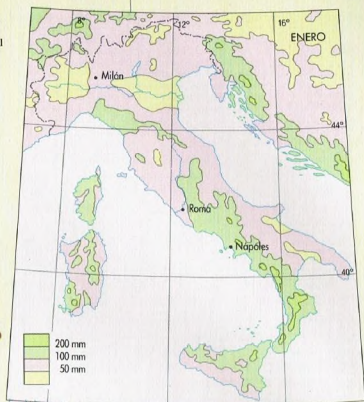 8°
12°
16°
ENERO
Milán
44°
Roma
Nápoles
40°
200 mm
100 mm
50 mm